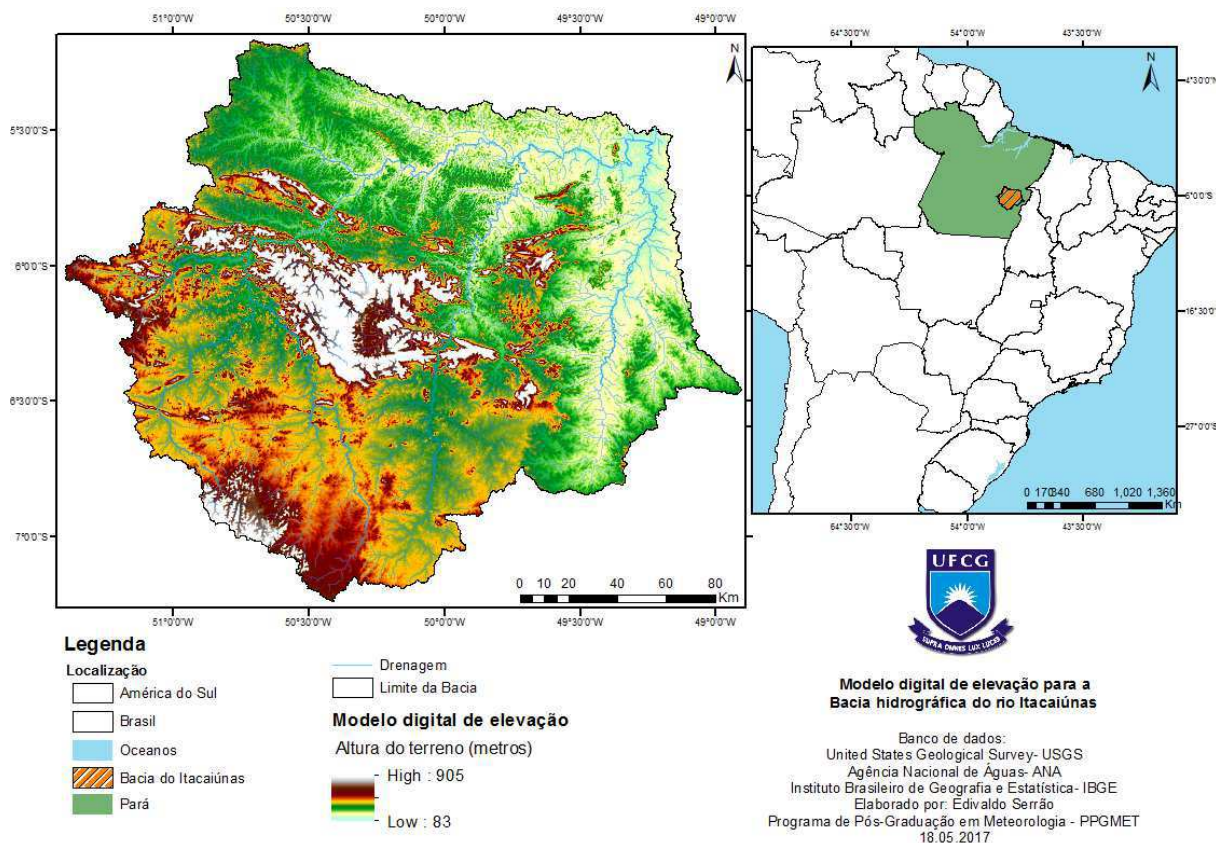 51°0'0"W 50°30'0"W 50°0'0"W 49°30'0"W 49°0'0"W
N
5°30'0"S
6°0'0"S
6°30'0"S
7°0'0"S
0 10 20 40 60 80
Km
51°0'0"W 50°30'0"W 50°0'0"W 49°30'0"W 49°0'0"W
64°30'0"W 54°0'0"W 43°30'0"W
N
4°30'0"N
6°0'0"S
16°30'0"S
27°0'0"S
0 170340 680 1,020 1,360
Km
64°30'0"W 54°0'0"W 43°30'0"W
Legenda
Localização
América do Sul
Brasil
Oceanos
Bacia do Itacaiúnas
Pará
Drenagem
Limite da Bacia
Modelo digital de elevação
Altura do terreno (metros)
High : 905
Low : 83
UFCG
SUPRA OMNES LUX LUCES
Modelo digital de elevação para a
Bacia hidrográfica do rio Itacaiúnas
Banco de dados:
United States Geological Survey- USGS
Agência Nacional de Águas- ANA
Instituto Brasileiro de Geografia e Estatística- IBGE
Elaborado por: Edivaldo Serrão
Programa de Pós-Graduação em Meteorologia - PPGMET
18.05.2017